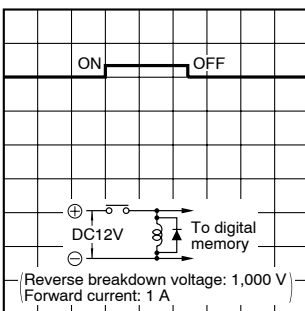 ON OFF
⊕
DC12V
⊖
To digital
memory
(Reverse breakdown voltage: 1,000 V
Forward current: 1 A)